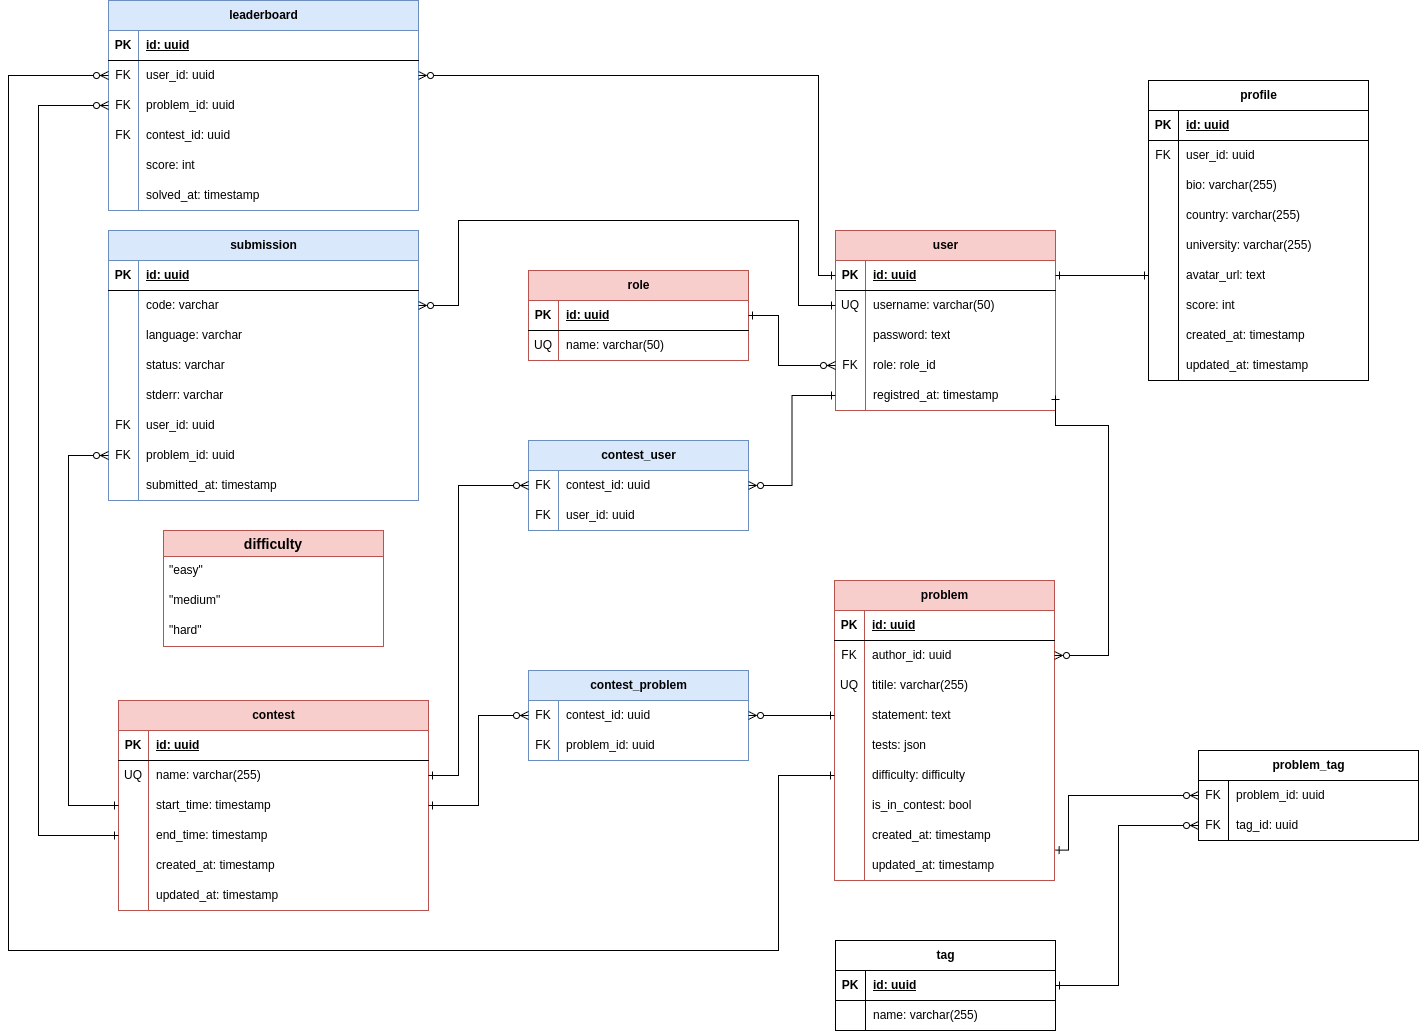 leaderboard
PK id: uuid
FK user_id: uuid
FK problem_id: uuid
FK contest_id: uuid
score: int
solved_at: timestamp
submission
PK id: uuid
code: varchar
language: varchar
status: varchar
stderr: varchar
FK user_id: uuid
FK problem_id: uuid
submitted_at: timestamp
difficulty
"easy"
"medium"
"hard"
contest
PK id: uuid
UQ name: varchar(255)
start_time: timestamp
end_time: timestamp
created_at: timestamp
updated_at: timestamp
role
PK id: uuid
UQ name: varchar(50)
contest_user
FK contest_id: uuid
FK user_id: uuid
contest_problem
FK contest_id: uuid
FK problem_id: uuid
user
PK id: uuid
UQ username: varchar(50)
password: text
FK role: role_id
registred_at: timestamp
problem
PK id: uuid
FK author_id: uuid
UQ titile: varchar(255)
statement: text
tests: json
difficulty: difficulty
is_in_contest: bool
created_at: timestamp
updated_at: timestamp
tag
PK id: uuid
name: varchar(255)
profile
PK id: uuid
FK user_id: uuid
bio: varchar(255)
country: varchar(255)
university: varchar(255)
avatar_url: text
score: int
created_at: timestamp
updated_at: timestamp
problem_tag
FK problem_id: uuid
FK tag_id: uuid